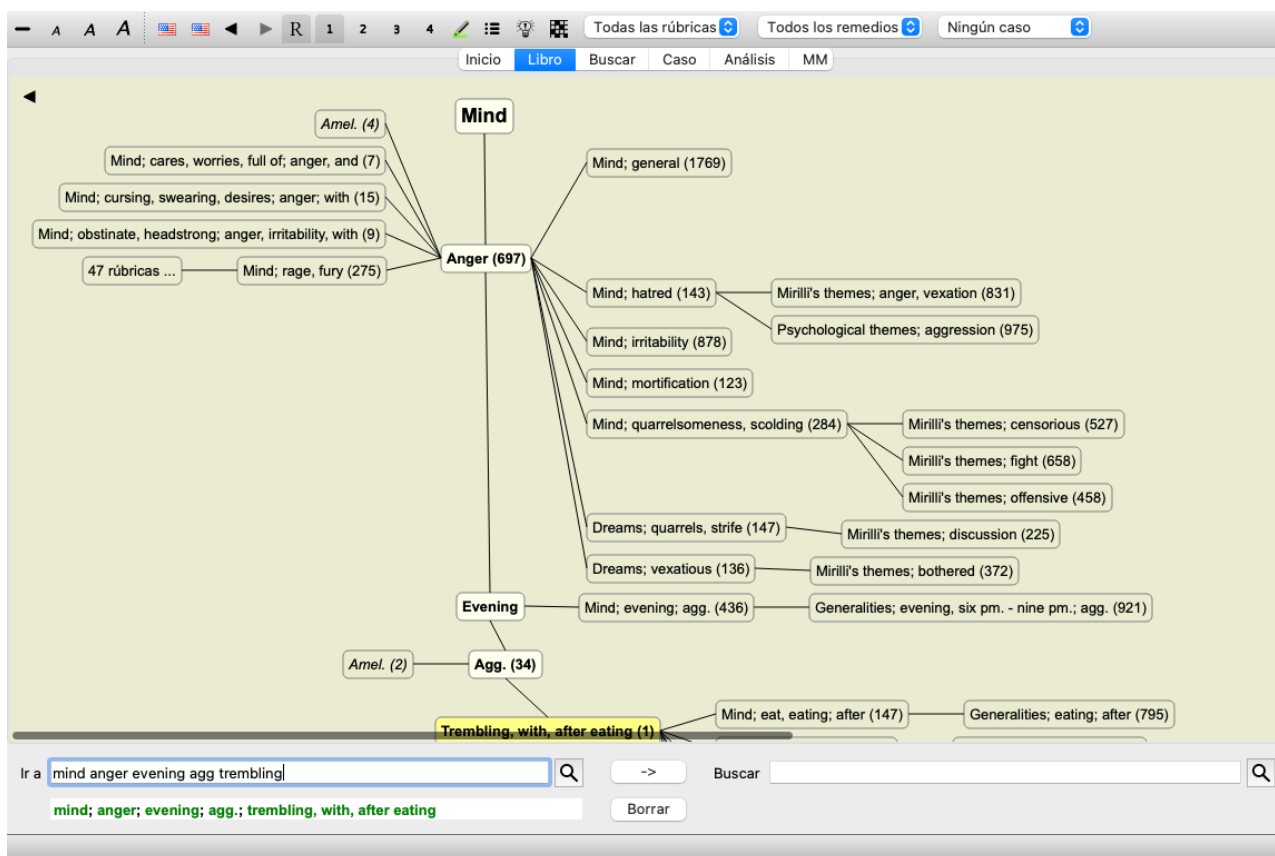 A A A R 1 2 3 4 Todas las rúbricas Todos los remedios Ningún caso
Inicio Libro Buscar Caso Análisis MM
Mind
Amel. (4)
Mind; cares, worries, full of; anger, and (7)
Mind; general (1769)
Mind; cursing, swearing, desires; anger; with (15)
Mind; obstinate, headstrong; anger, irritability, with (9)
Anger (697)
47 rúbricas ... Mind; rage, fury (275)
Mind; hatred (143) Mirilli's themes; anger, vexation (831)
Psychological themes; aggression (975)
Mind; irritability (878)
Mind; mortification (123)
Mind; quarrelsomeness, scolding (284) Mirilli's themes; censorious (527)
Mirilli's themes; fight (658)
Mirilli's themes; offensive (458)
Dreams; quarrels, strife (147) Mirilli's themes; discussion (225)
Dreams; vexatious (136) Mirilli's themes; bothered (372)
Evening Mind; evening; agg. (436) Generalities; evening, six pm. - nine pm.; agg. (921)
Amel. (2) Agg. (34)
Mind; eat, eating; after (147) Generalities; eating; after (795)
Trembling, with, after eating (1)
Ir a mind anger evening agg trembling -> Buscar
mind; anger; evening; agg.; trembling, with, after eating Borrar